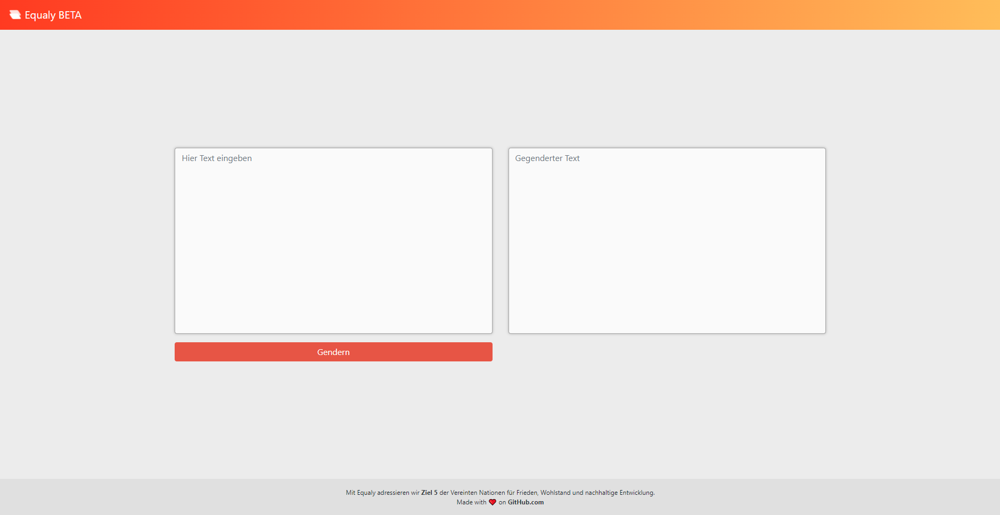 Equaly BETA
Hier Text eingeben
Gegenderter Text
Gendern
Mit Equaly adressieren wir Ziel 5 der Vereinten Nationen für Frieden, Wohlstand und nachhaltige Entwicklung.
Made with ❤ on GitHub.com